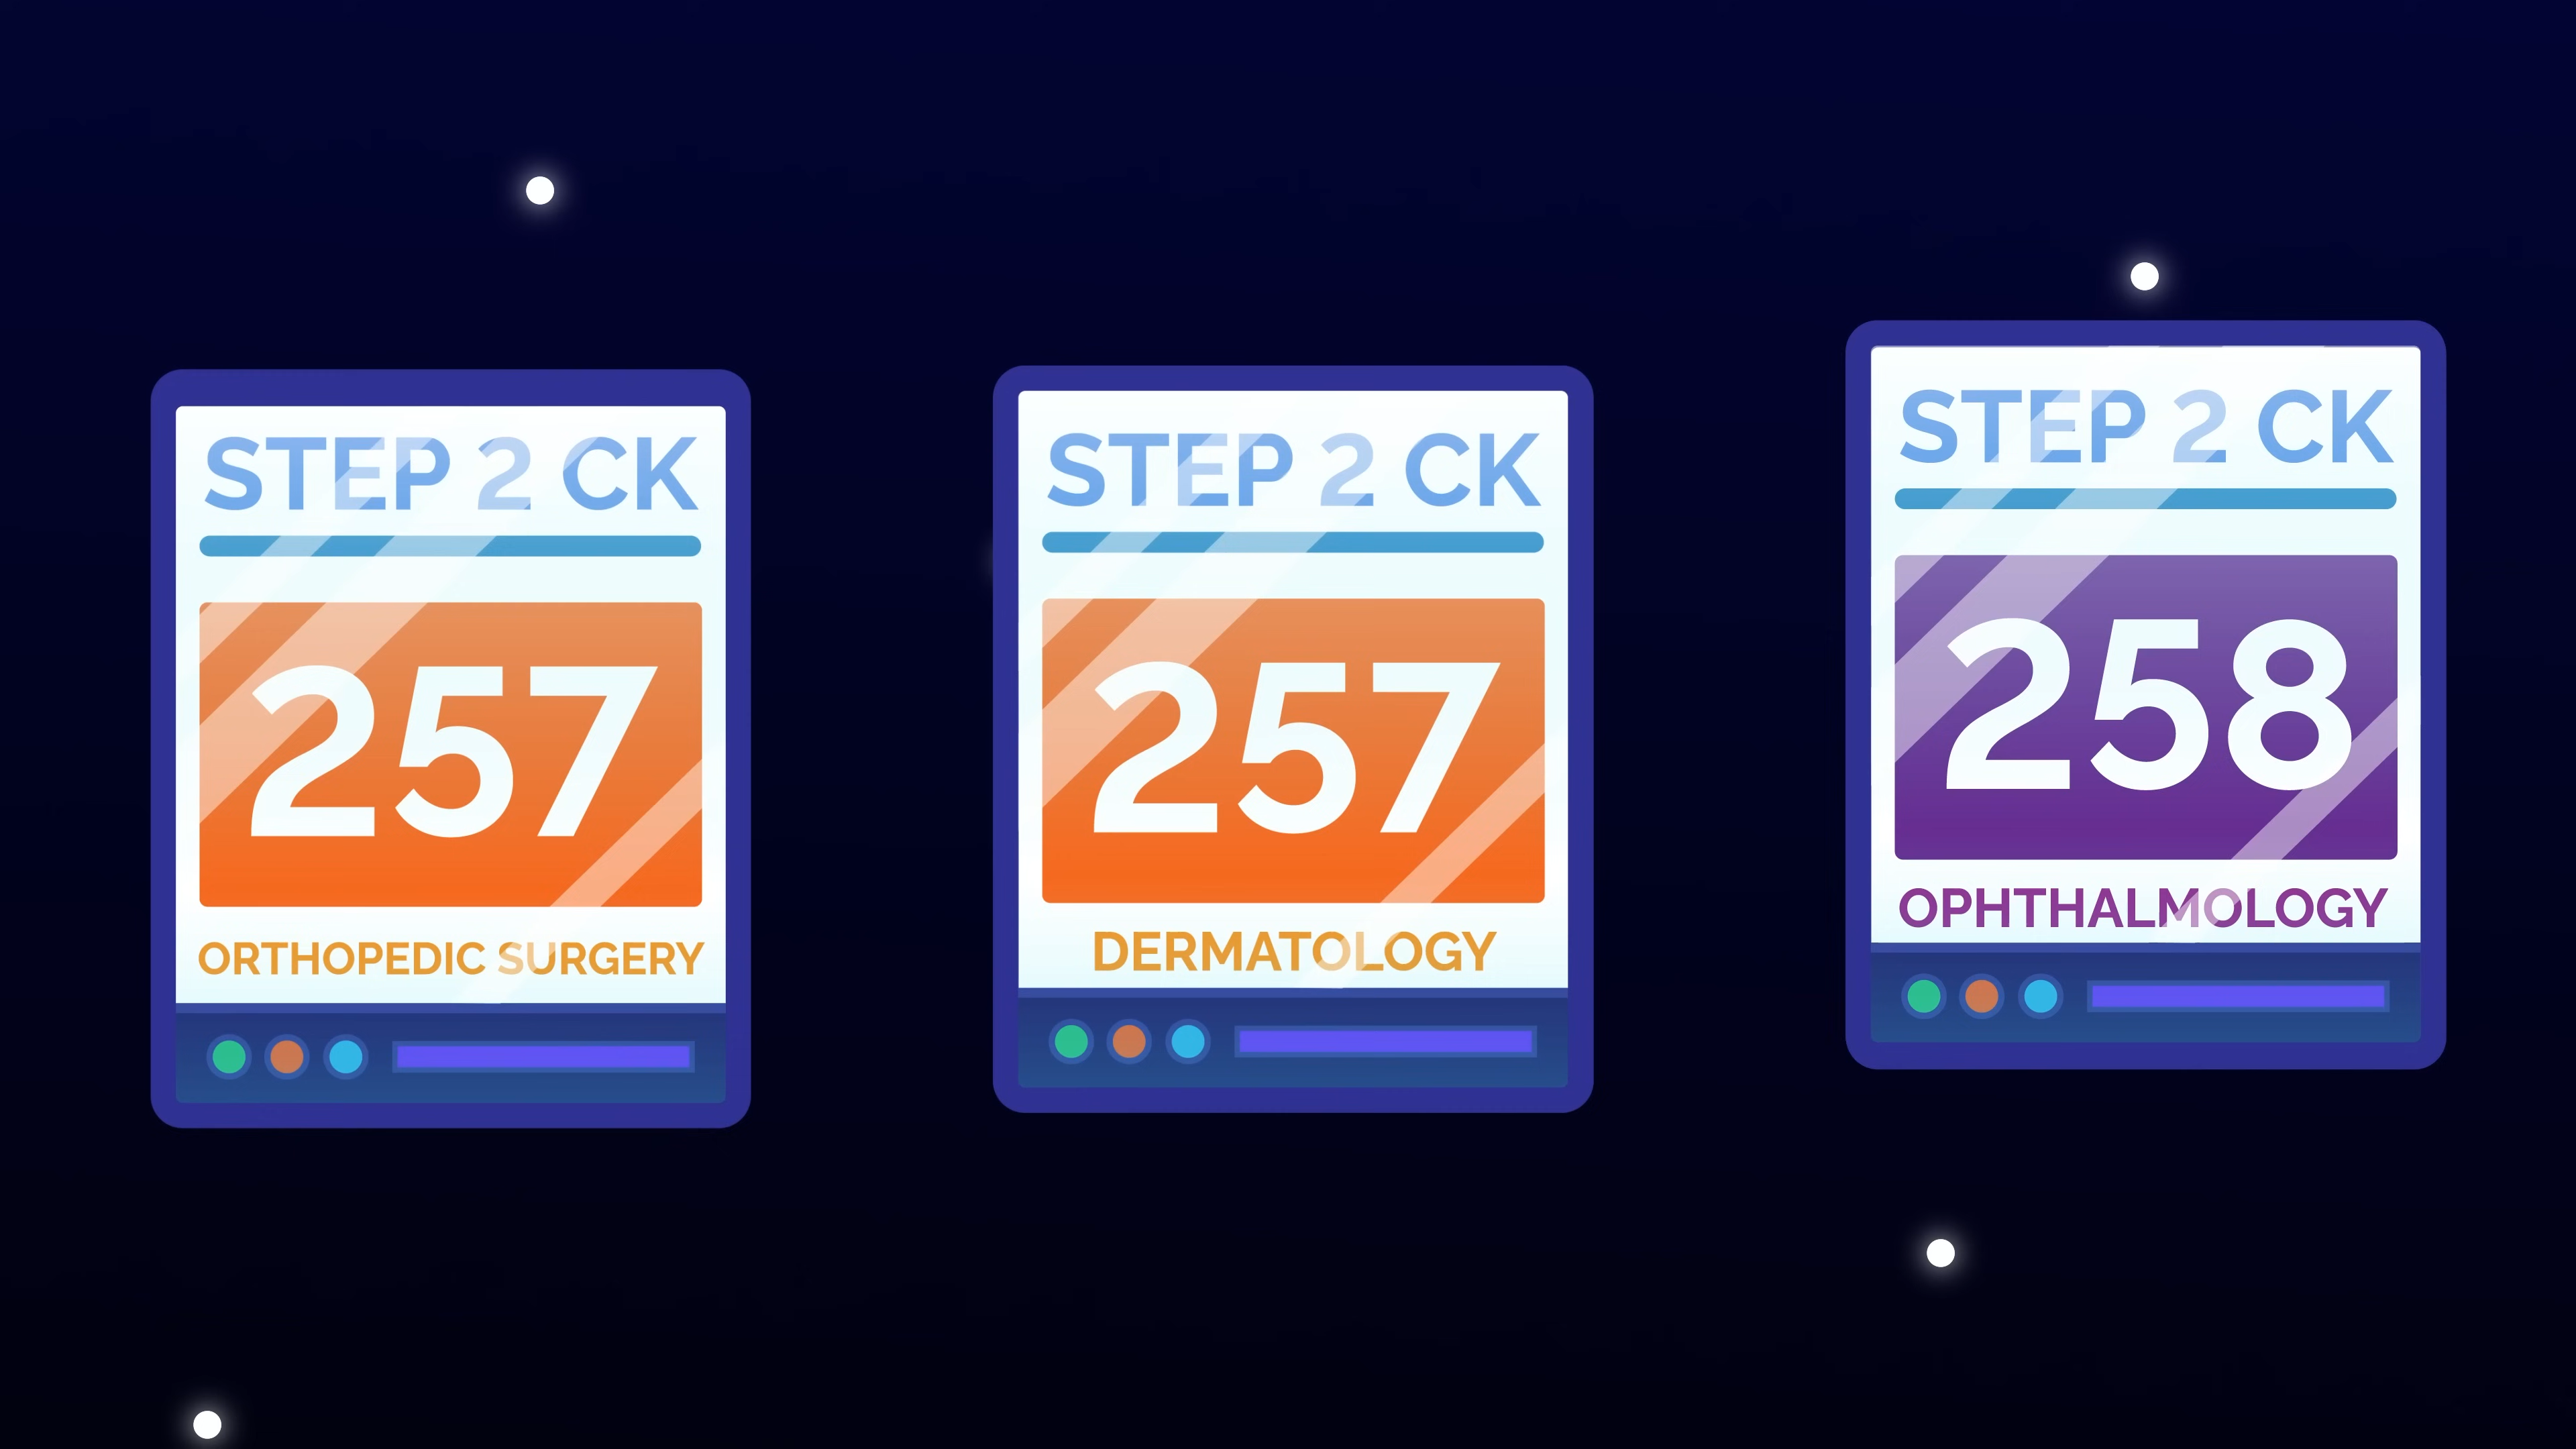 STEP 2 CK
257
ORTHOPEDIC SURGERY
STEP 2 CK
257
DERMATOLOGY
STEP 2 CK
258
OPHTHALMOLOGY